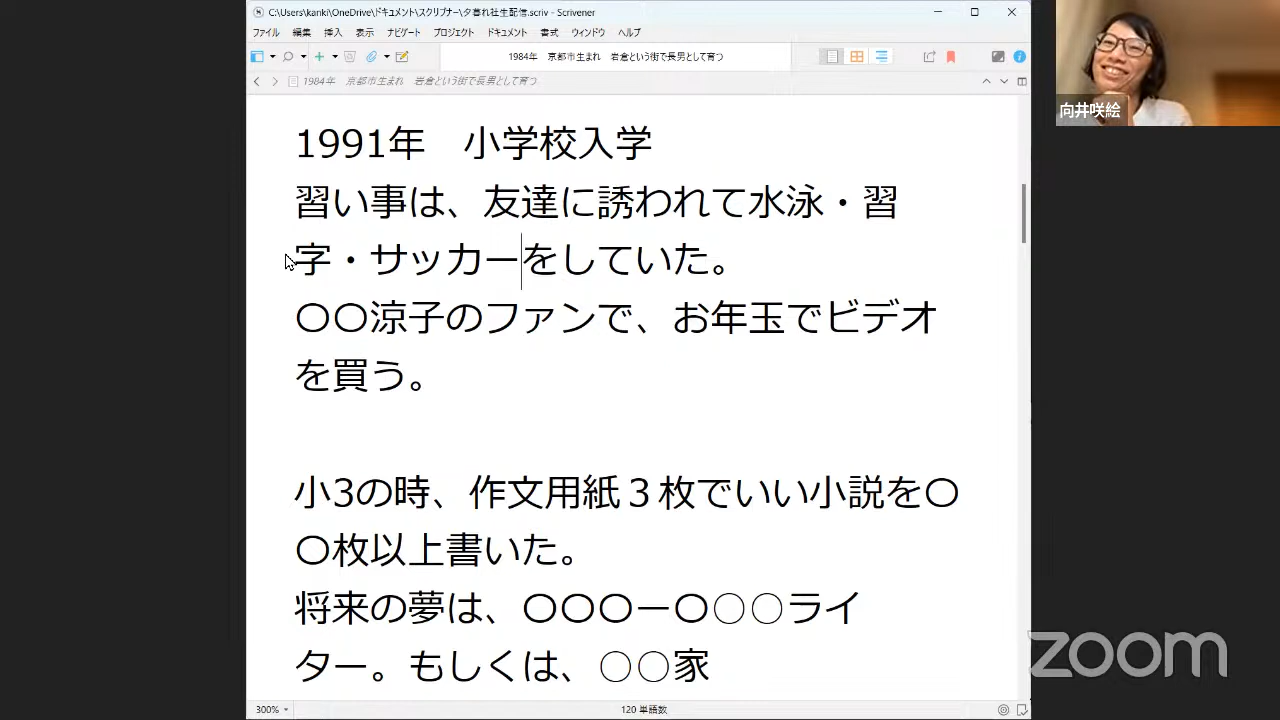 C:\Users\kanki\OneDrive\ドキュメント\スクリプナー\夕暮れ社生配信.scriv - Scrivener
ファイル 編集 挿入 表示 ナビゲート プロジェクト ドキュメント 書式 ウィンドウ ヘルプ
1984年　京都市生まれ　岩倉という街で長男として育つ
1984年　京都市生まれ　岩倉という街で長男として育つ
向井咲絵
1991年　小学校入学
習い事は、友達に誘われて水泳・習
字・サッカーをしていた。
〇〇涼子のファンで、お年玉でビデオ
を買う。
小3の時、作文用紙３枚でいい小説を〇
〇枚以上書いた。
将来の夢は、〇〇〇ー〇○○ライ
ター。もしくは、○○家
zoom
300%
120 単語数